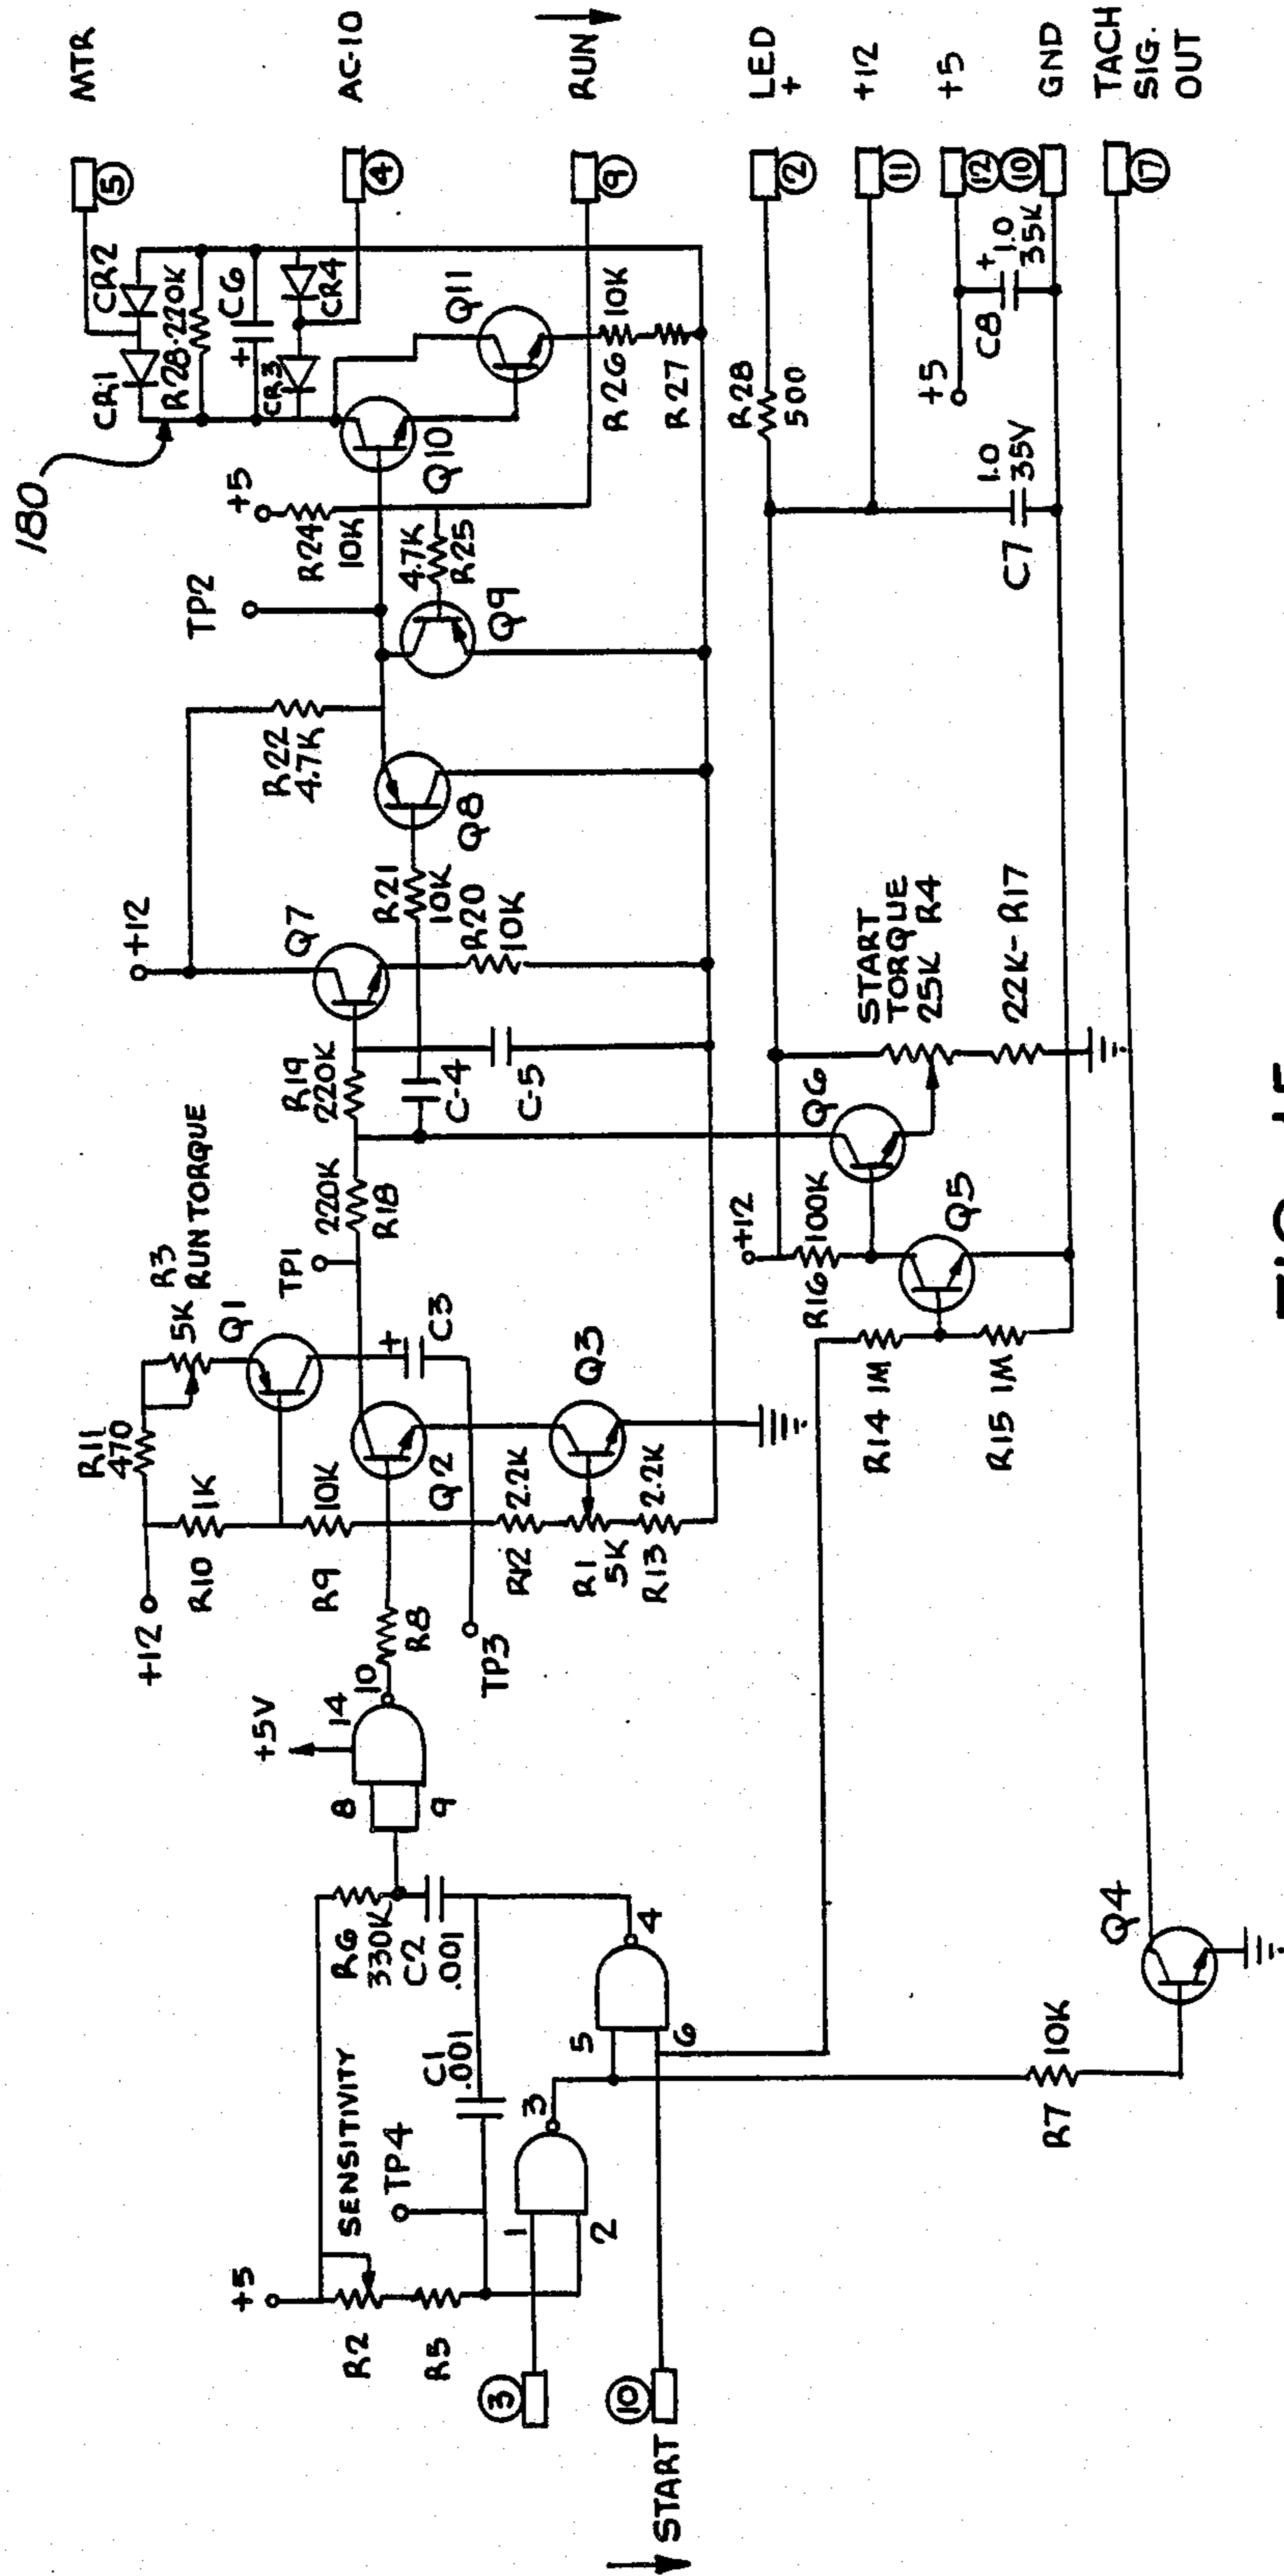 180
+5
SENSITIVITY
R2
R5
TP4
C1
.001
③
1
2
3
⑩
START
5
6
4
R6
330K
C2
.001
8
9
+5V
14
10
R8
TP3
R7 10K
Q4
+12
R11
470
R10
1K
R9
10K
5K R3
RUN TORQUE
Q1
TP1
C3
Q2
R12 2.2K
R1
5K
R13 2.2K
Q3
220K
R18
R19
220K
C-4
C-5
+12
Q7
R21
10K
R20
10K
R22
4.7K
Q8
TP2
+5
R24
10K
4.7K
R25
Q9
Q10
CR1
CR2
R28-220K
+
C6
CR3
CR4
Q11
R26 10K
R27
R14 1M
R15 1M
+12
R16 100K
Q5
Q6
START
TORQUE
25K R4
22K-R17
R28
500
C7
1.0
35V
+5
C8
+
1.0
35K
⑤ MTR
④ AC-10
⑨ RUN
② LED
+
⑪ +12
⑫ +5
⑩ GND
⑰ TACH
SIG.
OUT